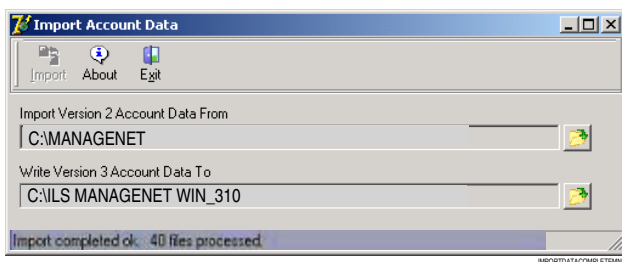 Import Account Data
Import About Exit
Import Version 2 Account Data From
C:\MANAGENET
Write Version 3 Account Data To
C:\ILS MANAGENET WIN_310
Import completed ok. 40 files processed.
IMPORTDATACOMPLETEMN